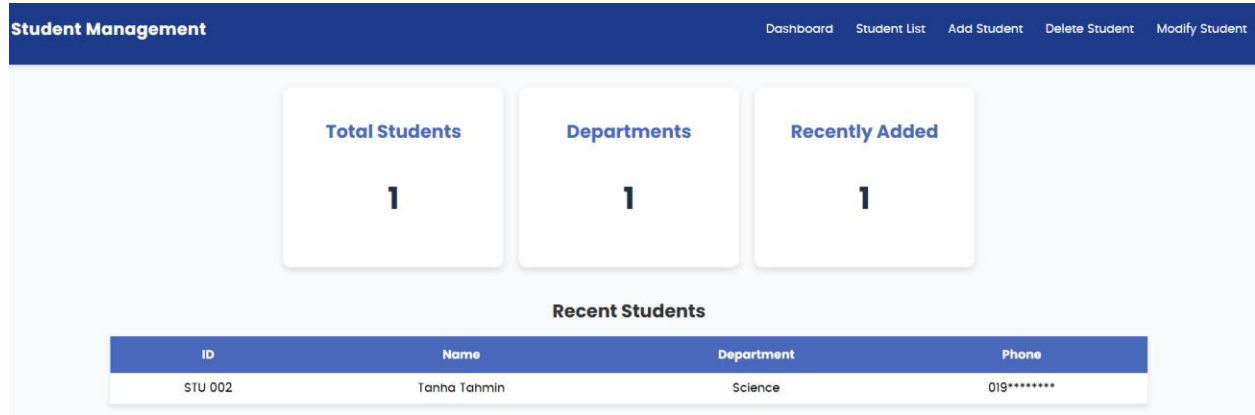 Student Management Dashboard Student List Add Student Delete Student Modify Student
Total Students Departments Recently Added
1 1 1
Recent Students
ID Name Department Phone
STU 002 Tanha Tahmin Science 019********